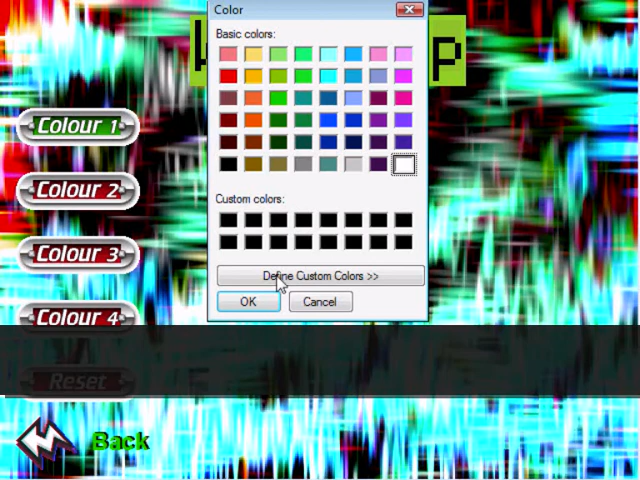 Color
Basic colors:
Custom colors:
Define Custom Colors >>
OK
Cancel
Colour 1
Colour 2
Colour 3
Colour 4
Reset
Back